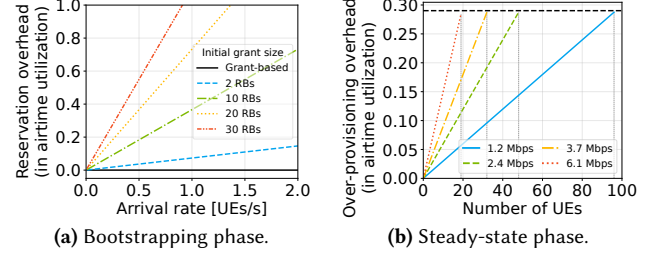 Reservation overhead
(in airtime utilization)
1.0
0.8
0.6
0.4
0.2
0.0
Initial grant size
Grant-based
2 RBs
10 RBs
20 RBs
30 RBs
0.0 0.5 1.0 1.5 2.0
Arrival rate [UEs/s]
(a) Bootstrapping phase.
Over-provisioning overhead
(in airtime utilization)
0.30
0.25
0.20
0.15
0.10
0.05
0.00
1.2 Mbps 3.7 Mbps
2.4 Mbps 6.1 Mbps
0 20 40 60 80 100
Number of UEs
(b) Steady-state phase.